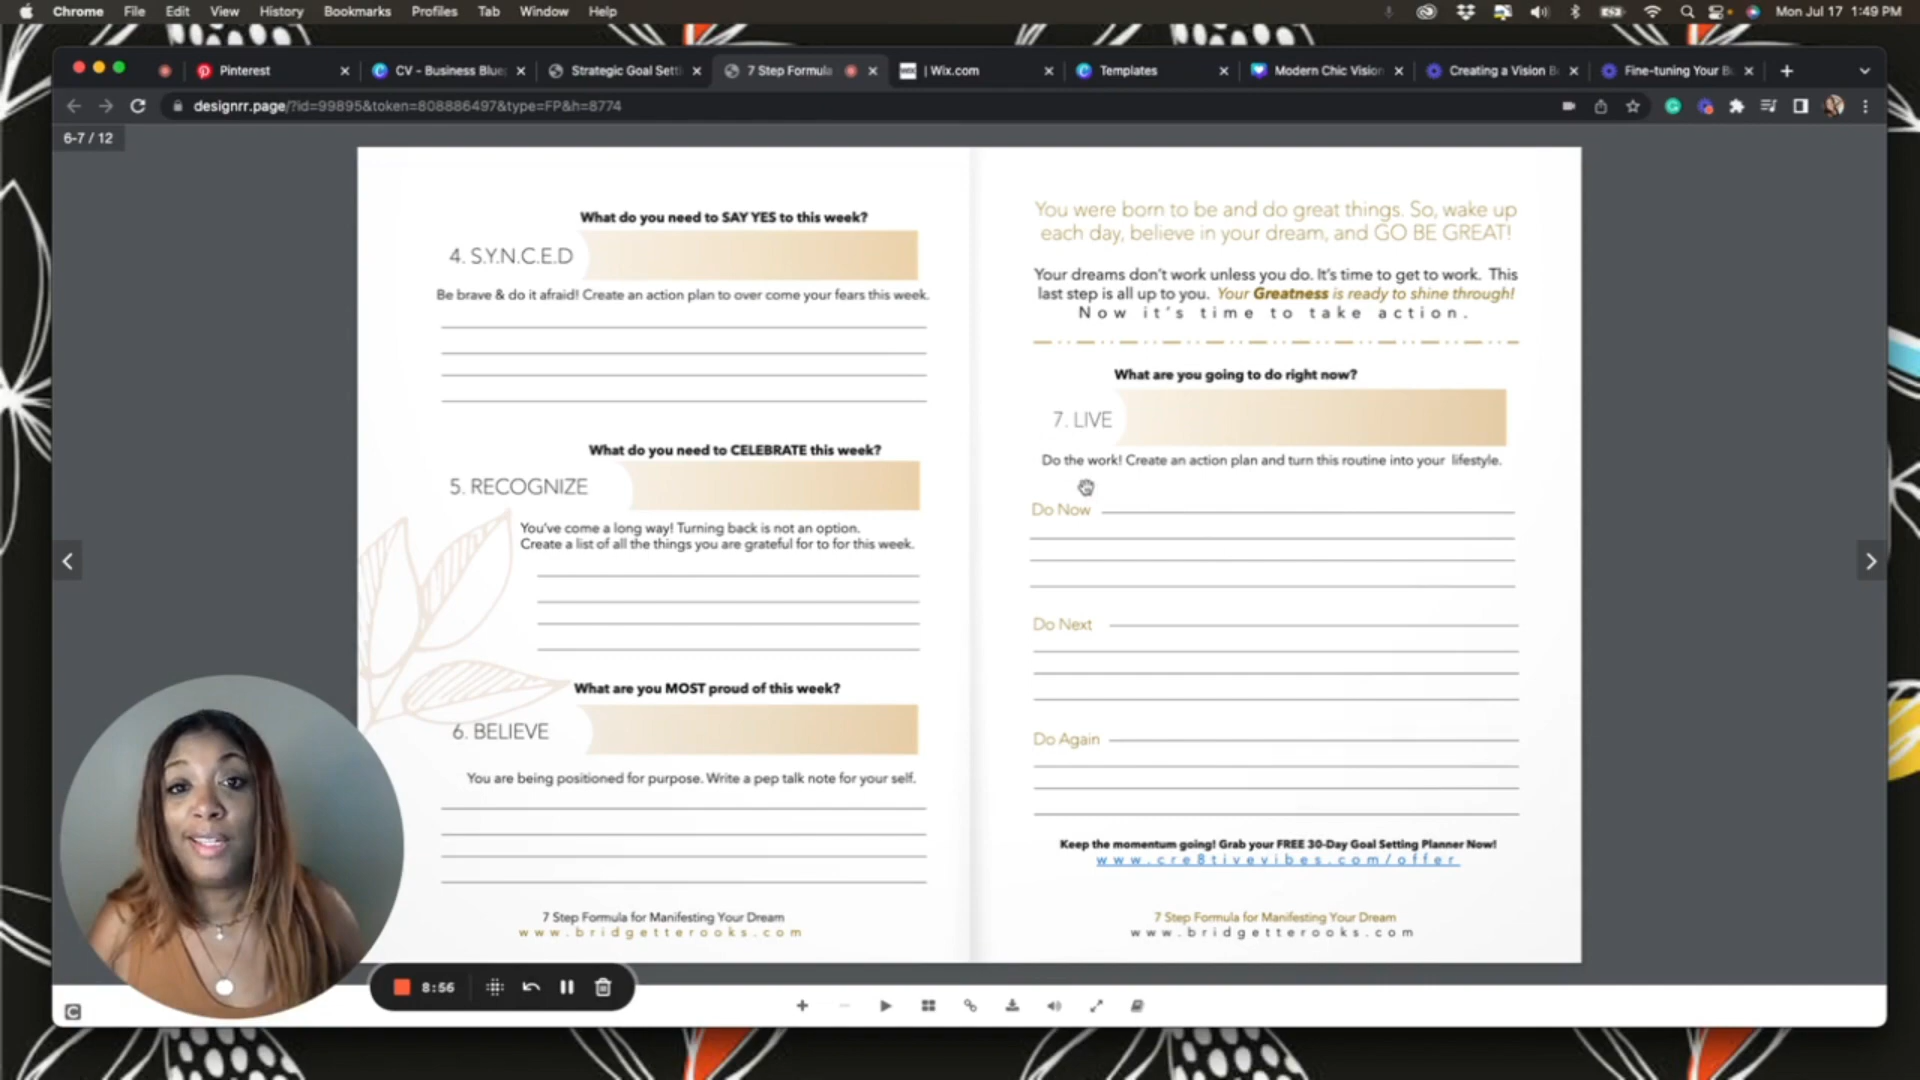 Chrome File Edit View History Bookmarks Profiles Tab Window Help
Mon Jul 17 1:49 PM
Pinterest
CV - Business Blue
Strategic Goal Sett
7 Step Formula
| Wix.com
Templates
Modern Chic Vision
Creating a Vision B
Fine-tuning Your B
designrr.page/?id=99895&token=808886497&type=FP&h=8774
6-7 / 12
What do you need to SAY YES to this week?
4. S.Y.N.C.E.D
Be brave & do it afraid! Create an action plan to over come your fears this week.
What do you need to CELEBRATE this week?
5. RECOGNIZE
You've come a long way! Turning back is not an option.
Create a list of all the things you are grateful for to for this week.
What are you MOST proud of this week?
6. BELIEVE
You are being positioned for purpose. Write a pep talk note for your self.
7 Step Formula for Manifesting Your Dream
www.bridgetterooks.com
You were born to be and do great things. So, wake up
each day, believe in your dream, and GO BE GREAT!
Your dreams don't work unless you do. It's time to get to work. This
last step is all up to you. Your Greatness is ready to shine through!
Now it's time to take action.
What are you going to do right now?
7. LIVE
Do the work! Create an action plan and turn this routine into your lifestyle.
Do Now
Do Next
Do Again
Keep the momentum going! Grab your FREE 30-Day Goal Setting Planner Now!
www.cre8tivevibes.com/offer
7 Step Formula for Manifesting Your Dream
www.bridgetterooks.com
8:56